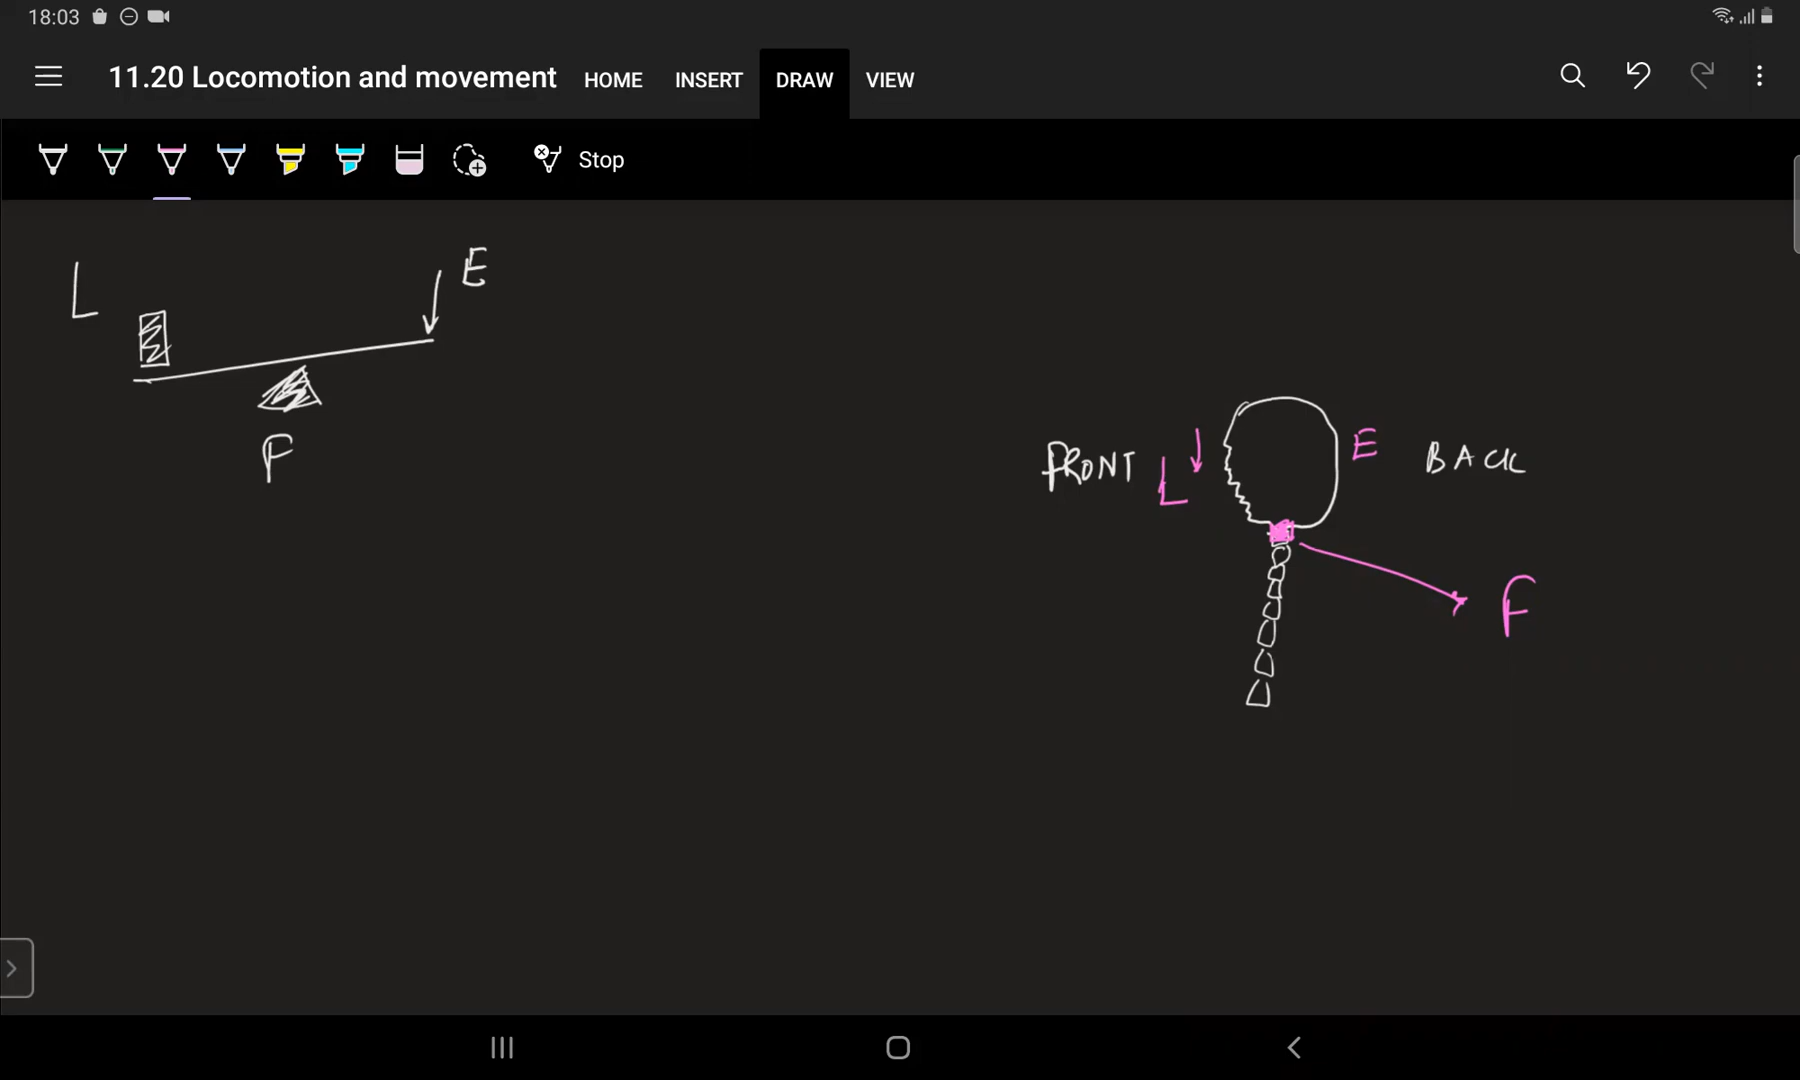 18:03
11.20 Locomotion and movement HOME INSERT DRAW VIEW
Stop
L
E
F
FRONT L E BACK
F